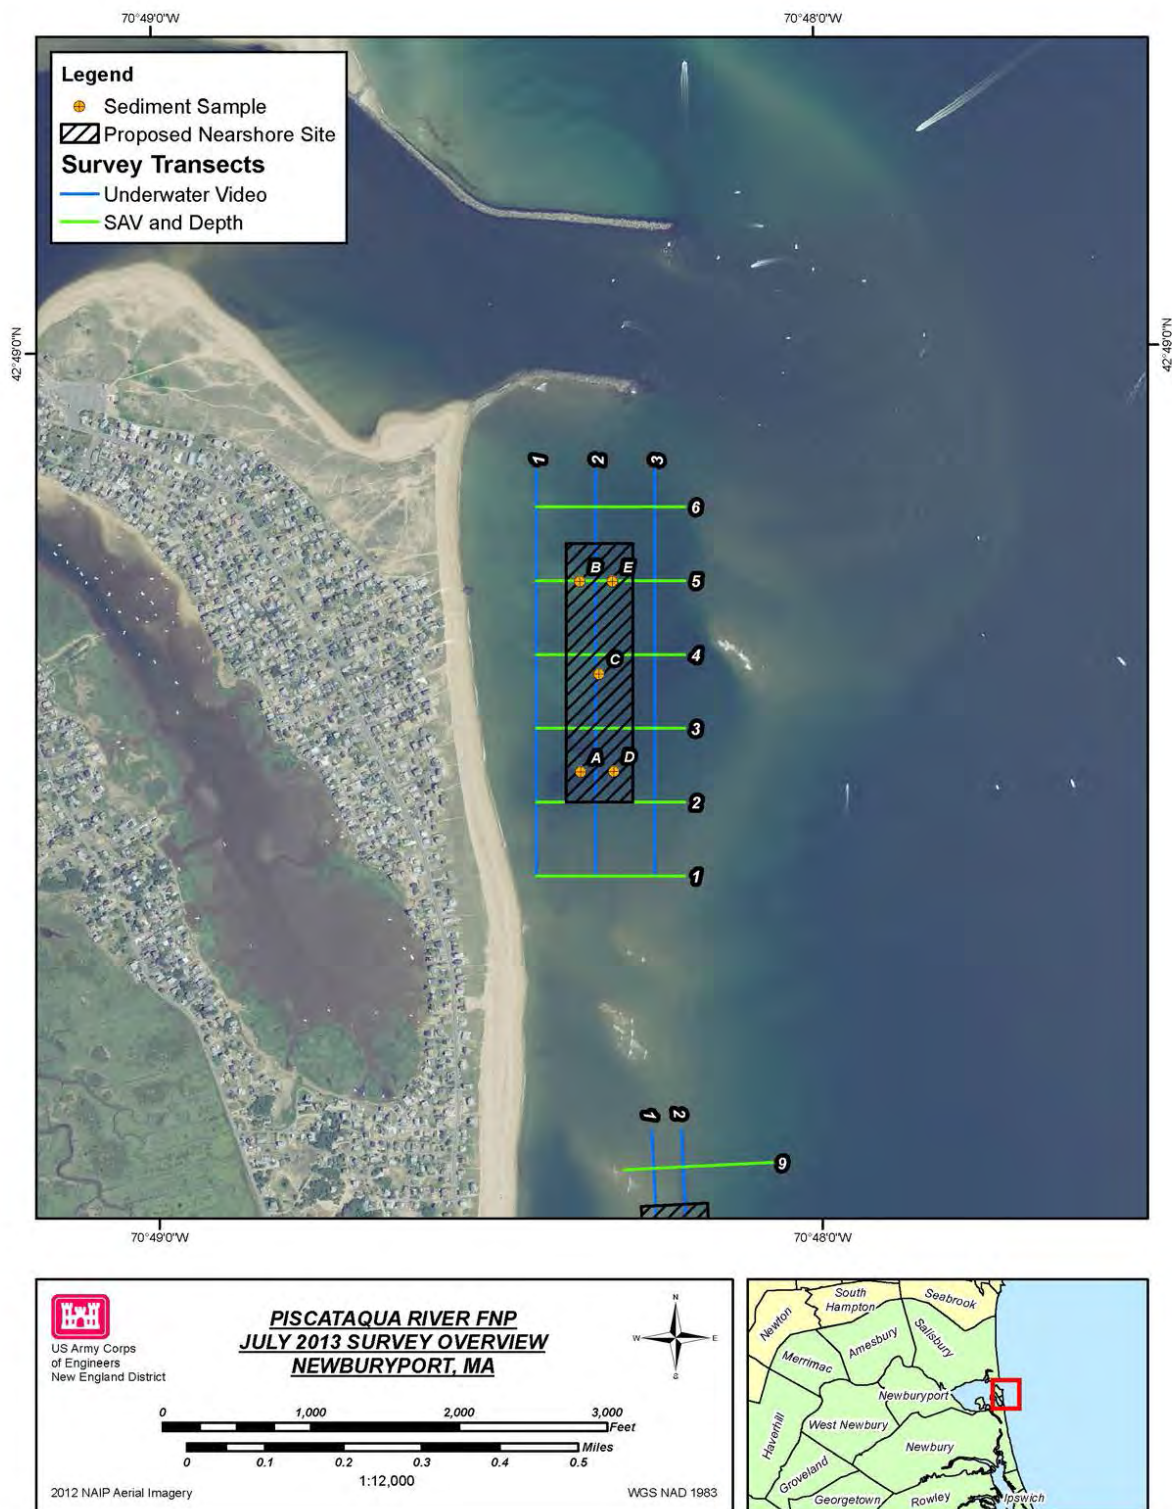 70°49'0"W
70°48'0"W
Legend
Sediment Sample
Proposed Nearshore Site
Survey Transects
Underwater Video
SAV and Depth
42°49'0"N
42°49'0"N
1
2
3
6
B
E
5
C
4
3
A
D
2
1
1
2
9
70°49'0"W
70°48'0"W
US Army Corps
of Engineers
New England District
PISCATAQUA RIVER FNP
JULY 2013 SURVEY OVERVIEW
NEWBURYPORT, MA
N
W
E
S
0 1,000 2,000 3,000
Feet
Miles
0 0.1 0.2 0.3 0.4 0.5
1:12,000
2012 NAIP Aerial Imagery
WGS NAD 1983
Newton
South
Hampton
Seabrook
Merrimac
Amesbury
Salisbury
Newburyport
Haverhill
West Newbury
Newbury
Groveland
Georgetown
Rowley
Ipswich